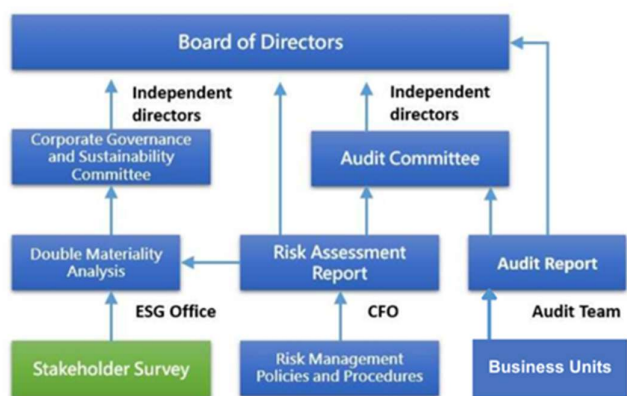 Board of Directors
Independent
directors
Independent
directors
Corporate Governance
and Sustainability
Committee
Audit Committee
Double Materiality
Analysis
Risk Assessment
Report
Audit Report
ESG Office
CFO
Audit Team
Stakeholder Survey
Risk Management
Policies and Procedures
Business Units